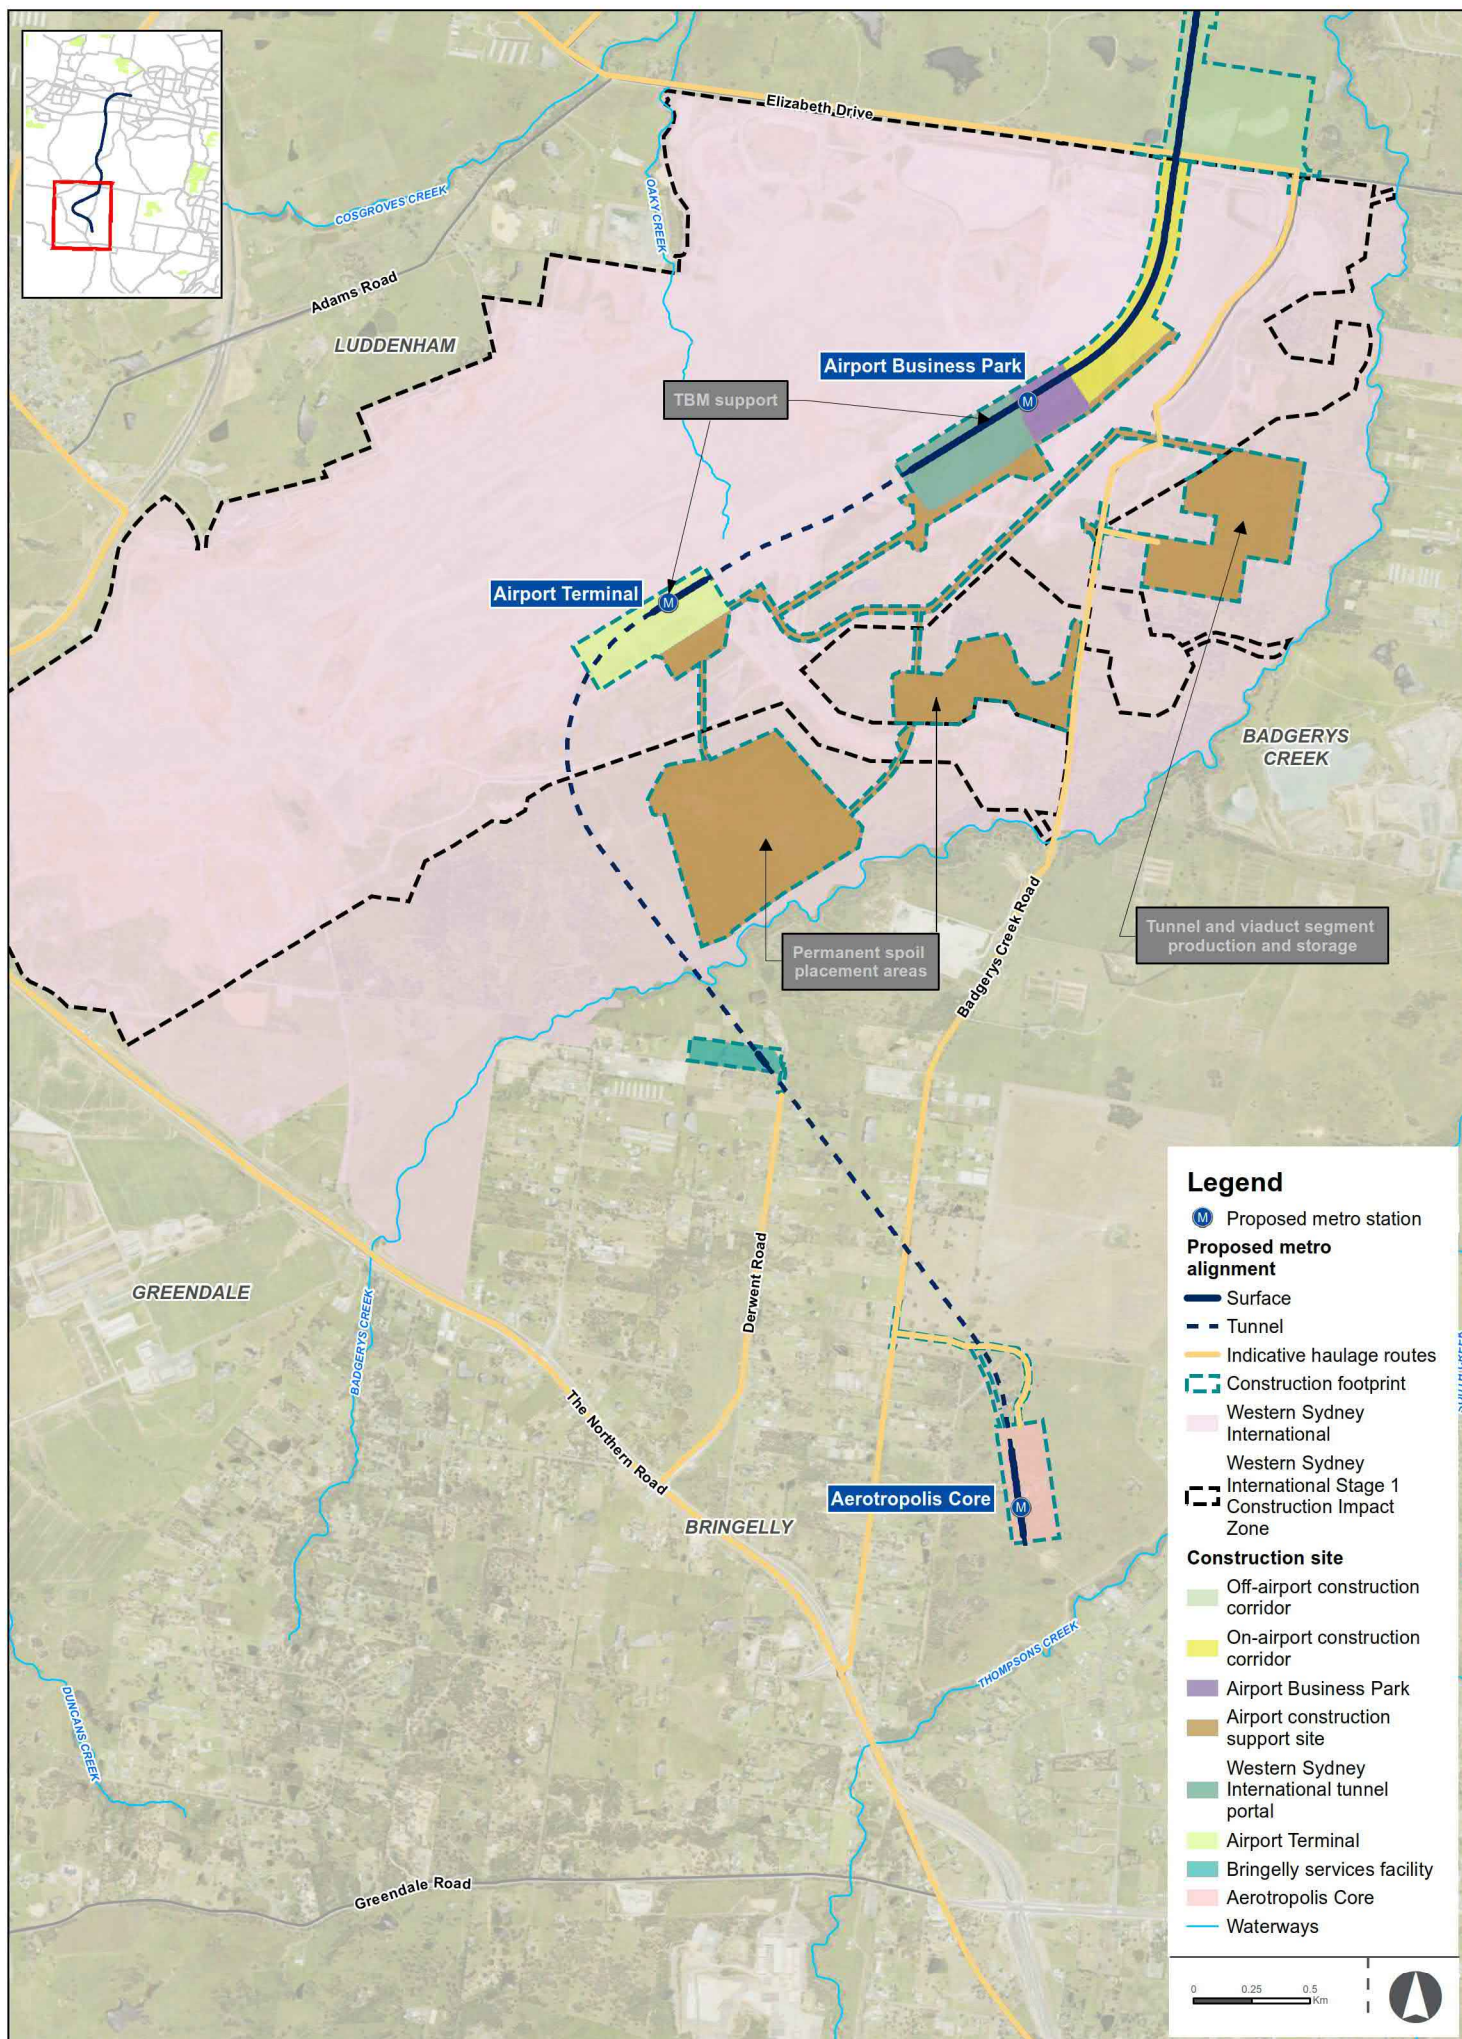 Elizabeth Drive
OAKY CREEK
COSGROVES CREEK
Adams Road
LUDDENHAM
Airport Business Park
M
TBM support
Airport Terminal
M
BADGERYS
CREEK
Badgerys Creek Road
Tunnel and viaduct segment
production and storage
Permanent spoil
placement areas
Derwent Road
GREENDALE
BADGERYS CREEK
The Northern Road
Aerotropolis Core
M
BRINGELLY
THOMPSONS CREEK
DUNCANS CREEK
Greendale Road
Legend
M Proposed metro station
Proposed metro
alignment
Surface
Tunnel
Indicative haulage routes
Construction footprint
Western Sydney
International
Western Sydney
International Stage 1
Construction Impact
Zone
Construction site
Off-airport construction
corridor
On-airport construction
corridor
Airport Business Park
Airport construction
support site
Western Sydney
International tunnel
portal
Airport Terminal
Bringelly services facility
Aerotropolis Core
Waterways
0 0.25 0.5
Km